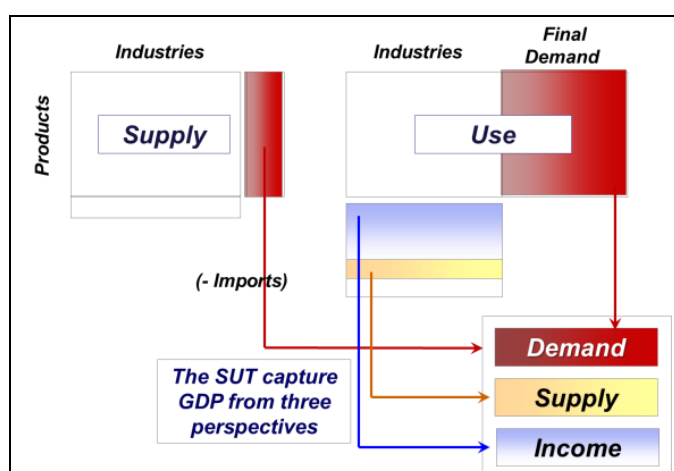 Industries
Industries
Final
Demand
Products
Supply
Use
(- Imports)
The SUT capture
GDP from three
perspectives
Demand
Supply
Income